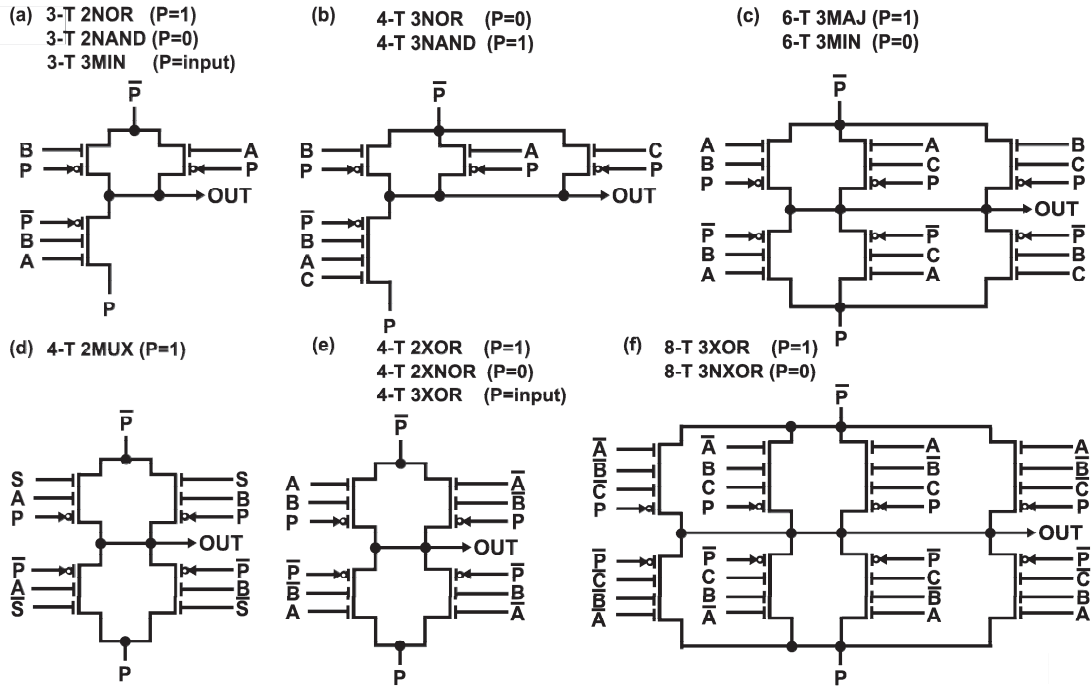 (a) 3-T 2NOR (P=1)
3-T 2NAND (P=0)
3-T 3MIN (P=input)
P̅
B A
P P
OUT
P̅
B
A
P
(b) 4-T 3NOR (P=0)
4-T 3NAND (P=1)
P̅
B A C
P P P
OUT
P̅
B
A
C
P
(c) 6-T 3MAJ (P=1)
6-T 3MIN (P=0)
P̅
A A B
B C C
P P P
OUT
P̅ P̅ P̅
B C B
A A C
P
(d) 4-T 2MUX (P=1)
P̅
S S
A B
P P
OUT
P̅ P̅
A̅ B̅
S̅ S̅
P
(e) 4-T 2XOR (P=1)
4-T 2XNOR (P=0)
4-T 3XOR (P=input)
P̅
A A̅
B B̅
P P
OUT
P̅ P̅
B̅ B
A A̅
P
(f) 8-T 3XOR (P=1)
8-T 3NXOR (P=0)
P̅
A̅ A̅ A A
B̅ B B̅ B̅
C̅ C C C̅
P P P P
OUT
P̅ P̅ P̅ P̅
C̅ C C C̅
B̅ B B̅ B
A̅ A̅ A A
P